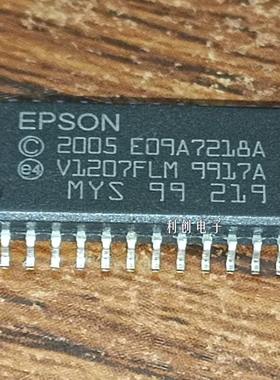 EPSON
© 2005 E09A7218A
e4 V1207FLM 9917A
MYS 99 219
利创电子